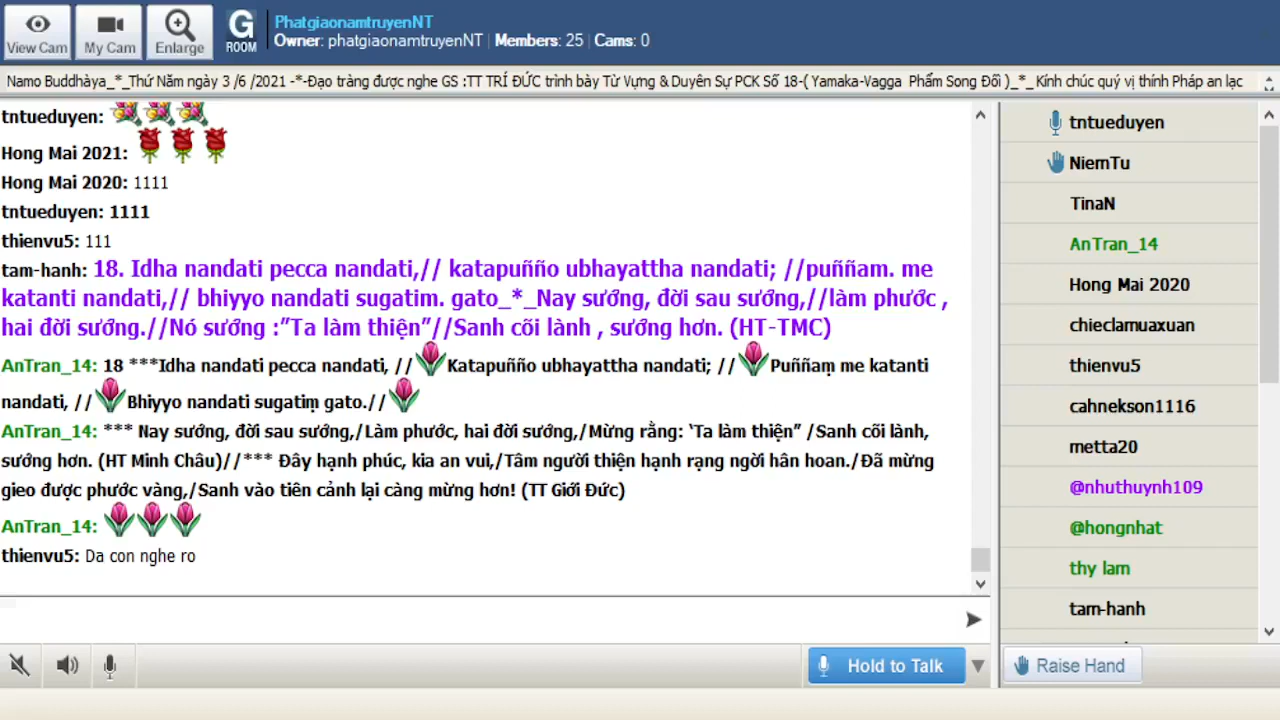 View Cam
My Cam
Enlarge
G
ROOM
PhatgiaonamtruyenNT
Owner: phatgiaonamtruyenNT | Members: 25 | Cams: 0
Namo Buddhàya_*_Thứ Năm ngày 3 /6 /2021 -*-Đạo tràng được nghe GS :TT TRÍ ĐỨC trình bày Từ Vựng & Duyên Sự PCK Số 18-( Yamaka-Vagga Phẩm Song Đối )_*_Kính chúc quý vị thính Pháp an lạc
tntueduyen:
Hong Mai 2021:
Hong Mai 2020: 1111
tntueduyen: 1111
thienvu5: 111
tam-hanh: 18. Idha nandati pecca nandati,// katapuñño ubhayattha nandati; //puññam. me
katanti nandati,// bhiyyo nandati sugatim. gato_*_Nay sướng, đời sau sướng,//làm phước ,
hai đời sướng.//Nó sướng :”Ta làm thiện”//Sanh cõi lành , sướng hơn. (HT-TMC)
AnTran_14: 18 ***Idha nandati pecca nandati, // Katapuñño ubhayattha nandati; // Puññaṃ me katanti
nandati, // Bhiyyo nandati sugatiṃ gato.//
AnTran_14: *** Nay sướng, đời sau sướng,/Làm phước, hai đời sướng,/Mừng rằng: ‘Ta làm thiện” /Sanh cõi lành,
sướng hơn. (HT Minh Châu)//*** Đây hạnh phúc, kia an vui,/Tâm người thiện hạnh rạng ngời hân hoan./Đã mừng
gieo được phước vàng,/Sanh vào tiên cảnh lại càng mừng hơn! (TT Giới Đức)
AnTran_14:
thienvu5: Da con nghe ro
Hold to Talk
tntueduyen
NiemTu
TinaN
AnTran_14
Hong Mai 2020
chieclamuaxuan
thienvu5
cahnekson1116
metta20
@nhuthuynh109
@hongnhat
thy lam
tam-hanh
Raise Hand